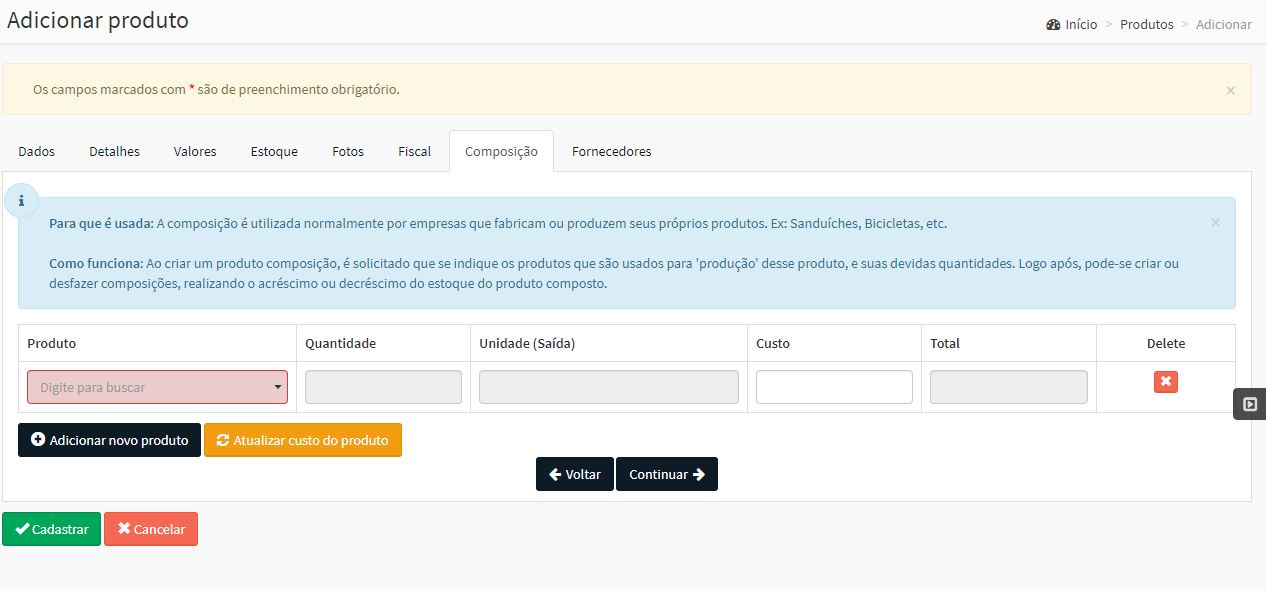 Adicionar produto
Início > Produtos > Adicionar
Os campos marcados com * são de preenchimento obrigatório.
×
Dados Detalhes Valores Estoque Fotos Fiscal Composição Fornecedores
i
Para que é usada: A composição é utilizada normalmente por empresas que fabricam ou produzem seus próprios produtos. Ex: Sanduíches, Bicicletas, etc.
×
Como funciona: Ao criar um produto composição, é solicitado que se indique os produtos que são usados para 'produção' desse produto, e suas devidas quantidades. Logo após, pode-se criar ou
desfazer composições, realizando o acréscimo ou decréscimo do estoque do produto composto.
Produto Quantidade Unidade (Saída) Custo Total Delete
Digite para buscar
Adicionar novo produto Atualizar custo do produto
Voltar Continuar
Cadastrar Cancelar